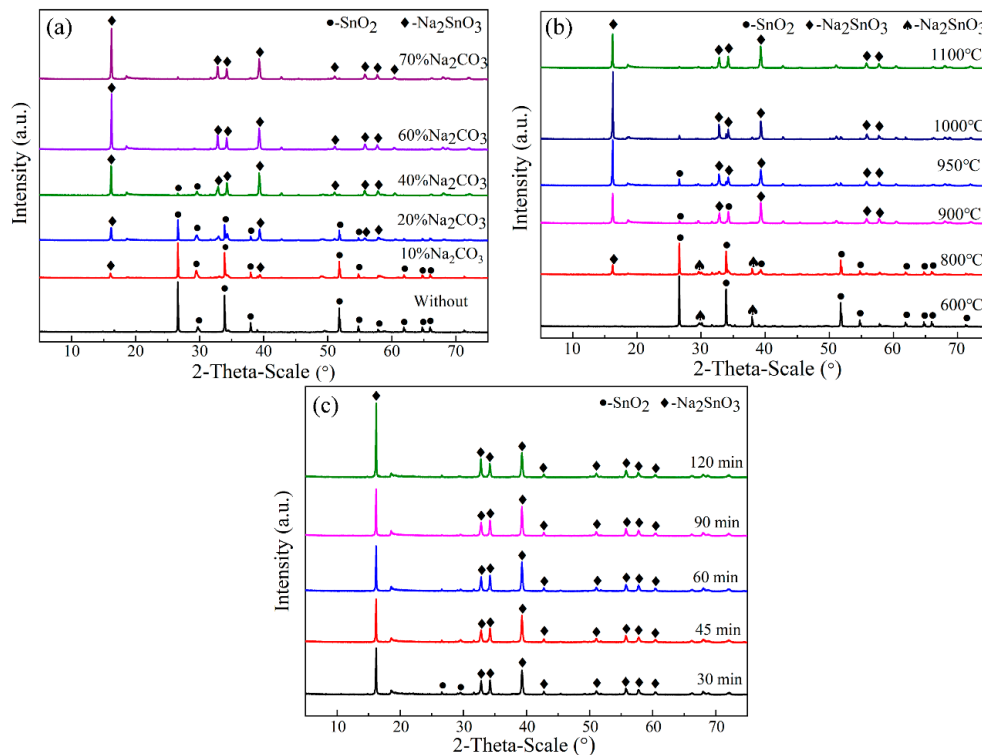 (a)
●-SnO₂ ◆-Na₂SnO₃
70%Na₂CO₃
60%Na₂CO₃
40%Na₂CO₃
20%Na₂CO₃
10%Na₂CO₃
Without
Intensity (a.u.)
10 20 30 40 50 60 70
2-Theta-Scale (°)
(b)
●-SnO₂ ◆-Na₂SnO₃ ♠-Na₂SnO₃
1100℃
1000℃
950℃
900℃
800℃
600℃
Intensity (a.u.)
10 20 30 40 50 60 70
2-Theta-Scale (°)
(c)
●-SnO₂ ◆-Na₂SnO₃
120 min
90 min
60 min
45 min
30 min
Intensity (a.u.)
10 20 30 40 50 60 70
2-Theta-Scale (°)